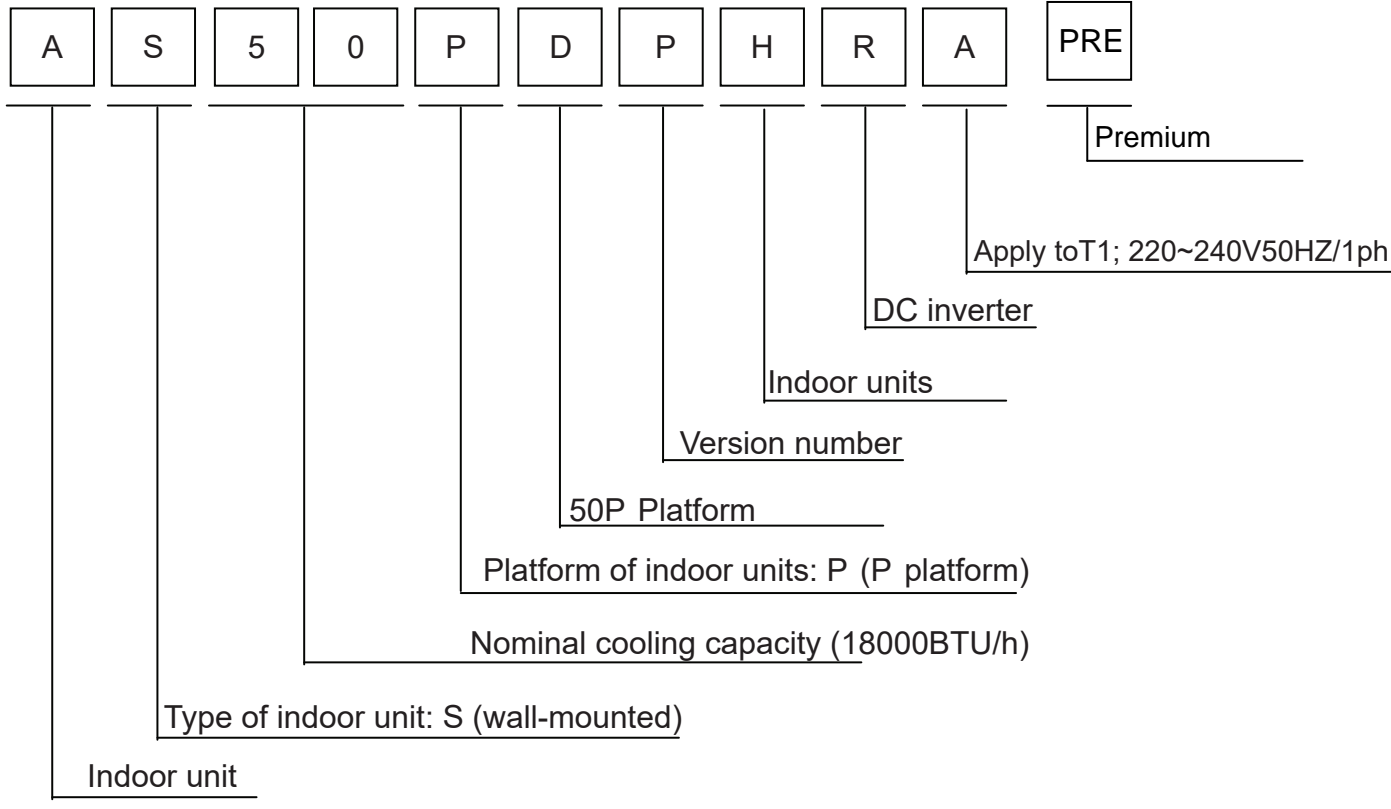 A S 5 0 P D P H R A PRE
Premium
Apply toT1; 220~240V50HZ/1ph
DC inverter
Indoor units
Version number
50P Platform
Platform of indoor units: P (P platform)
Nominal cooling capacity (18000BTU/h)
Type of indoor unit: S (wall-mounted)
Indoor unit